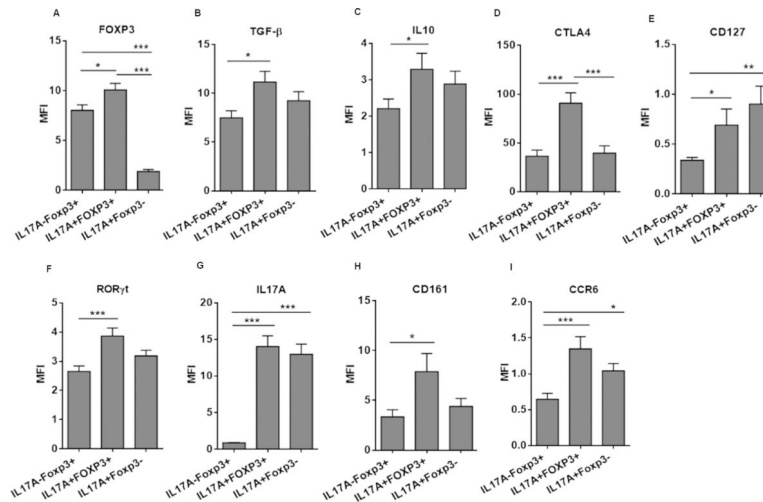 A
FOXP3
***
*
***
MFI
15
10
5
0
IL17A-Foxp3+
IL17A+FOXP3+
IL17A+Foxp3-
B
TGF-β
*
MFI
20
15
10
5
0
IL17A-Foxp3+
IL17A+FOXP3+
IL17A+Foxp3-
C
IL10
*
MFI
5
4
3
2
1
0
IL17A-Foxp3+
IL17A+FOXP3+
IL17A+Foxp3-
D
CTLA4
***
***
MFI
150
100
50
0
IL17A-Foxp3+
IL17A+FOXP3+
IL17A+Foxp3-
E
CD127
**
*
MFI
1.5
1.0
0.5
0.0
IL17A-Foxp3+
IL17A+FOXP3+
IL17A+Foxp3-
F
RORγt
***
MFI
5
4
3
2
1
0
IL17A-Foxp3+
IL17A+FOXP3+
IL17A+Foxp3-
G
IL17A
***
***
MFI
20
15
10
5
0
IL17A-Foxp3+
IL17A+FOXP3+
IL17A+Foxp3-
H
CD161
*
MFI
15
10
5
0
IL17A-Foxp3+
IL17A+FOXP3+
IL17A+Foxp3-
I
CCR6
*
***
MFI
2.0
1.5
1.0
0.5
0.0
IL17A-Foxp3+
IL17A+FOXP3+
IL17A+Foxp3-